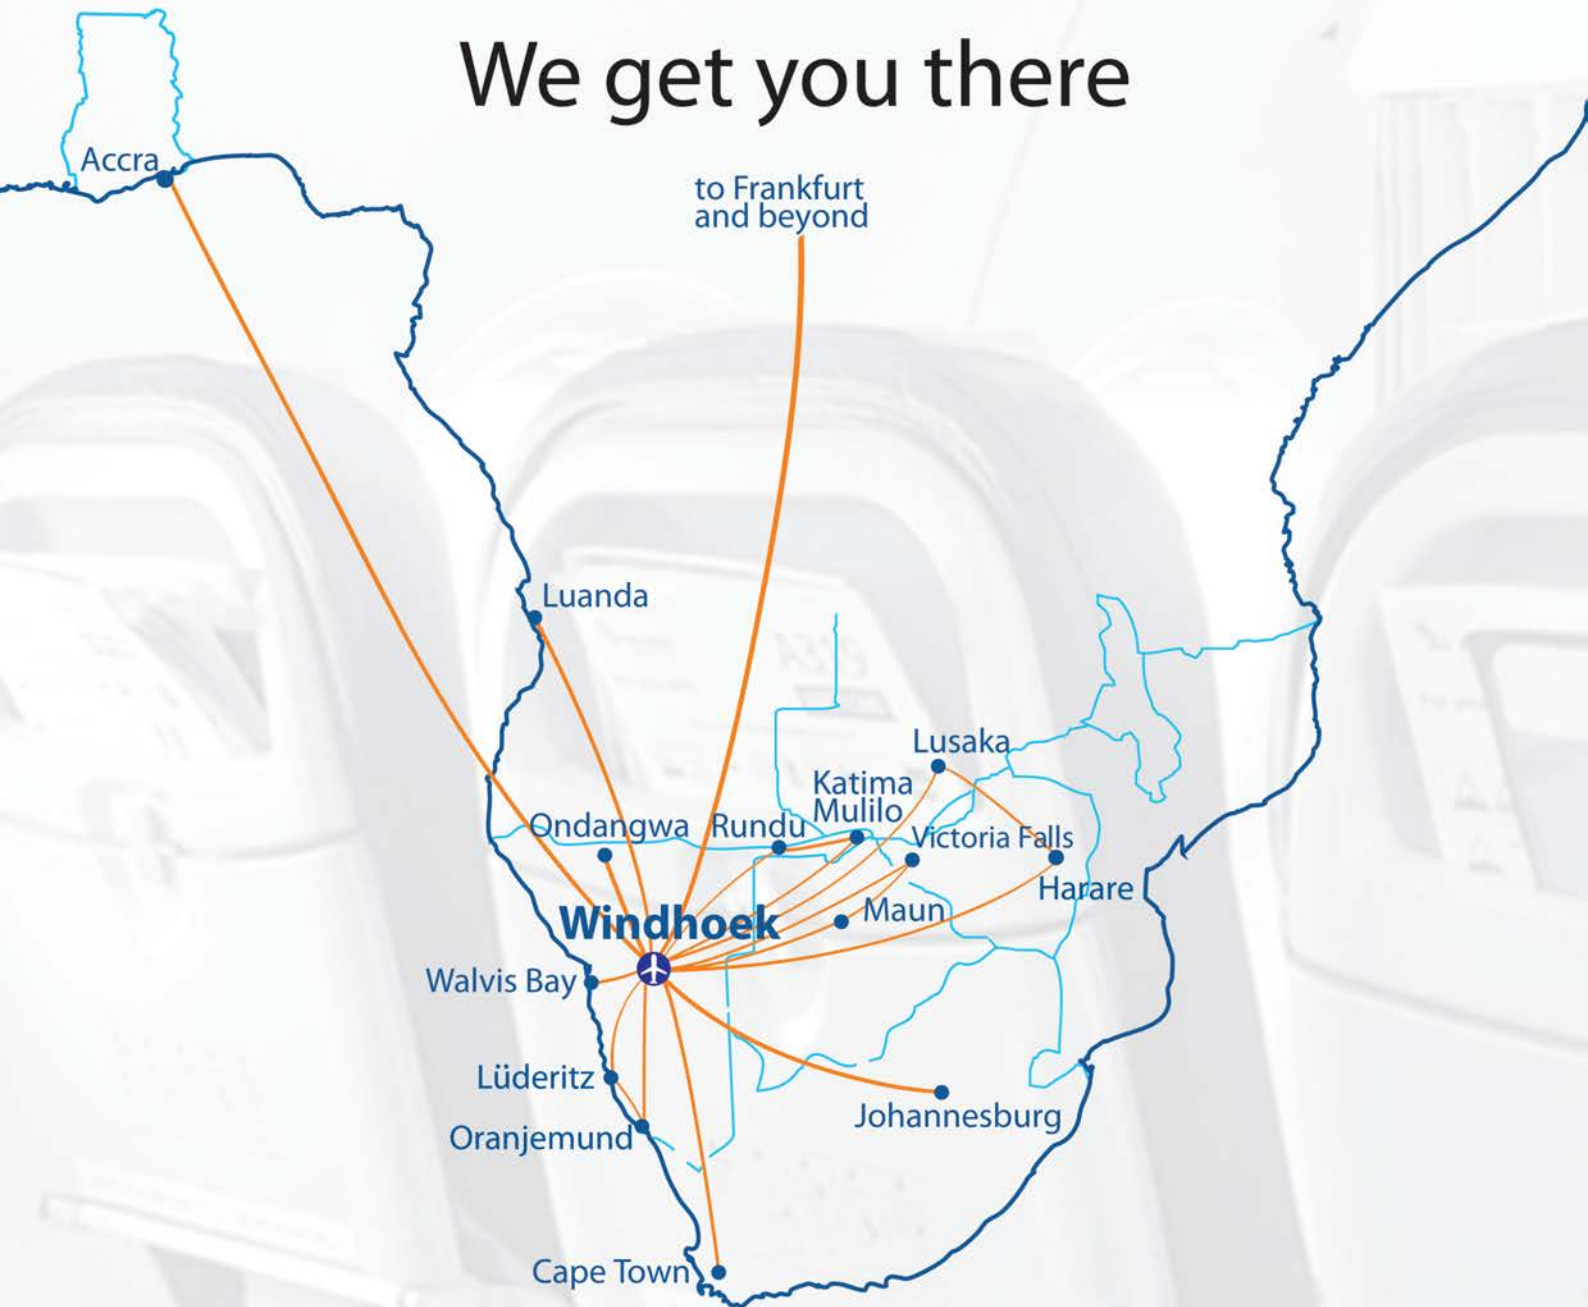 We get you there
Accra
to Frankfurt
and beyond
Luanda
Lusaka
Katima
Mulilo
Ondangwa
Rundu
Victoria Falls
Harare
Maun
Windhoek
Walvis Bay
Lüderitz
Oranjemund
Johannesburg
Cape Town